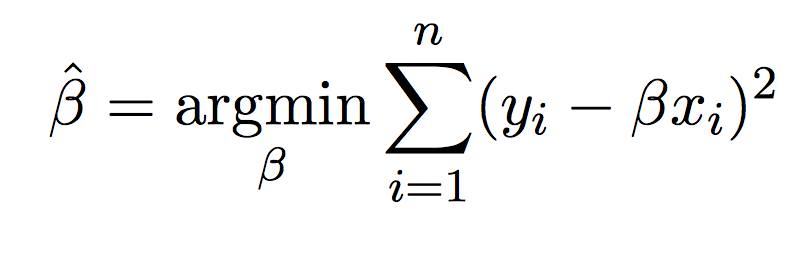 β̂ = argmin_β ∑_{i=1}^{n} (y_i − βx_i)^2